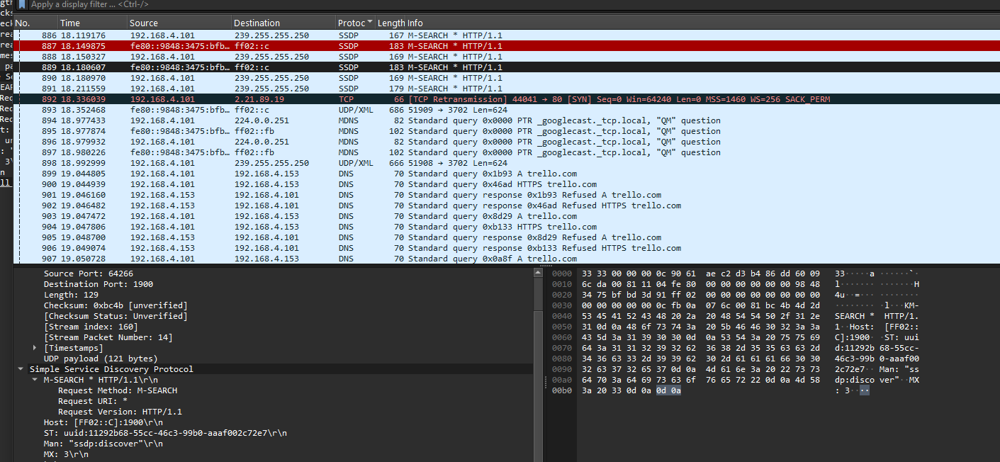 Apply a display filter ... <Ctrl-/>
No. Time Source Destination Protoc Length Info
886 18.119176 192.168.4.101 239.255.255.250 SSDP 167 M-SEARCH * HTTP/1.1
887 18.149875 fe80::9848:3475:bfb… ff02::c SSDP 183 M-SEARCH * HTTP/1.1
888 18.150327 192.168.4.101 239.255.255.250 SSDP 169 M-SEARCH * HTTP/1.1
889 18.180607 fe80::9848:3475:bfb… ff02::c SSDP 183 M-SEARCH * HTTP/1.1
890 18.180970 192.168.4.101 239.255.255.250 SSDP 169 M-SEARCH * HTTP/1.1
891 18.211559 192.168.4.101 239.255.255.250 SSDP 179 M-SEARCH * HTTP/1.1
892 18.336039 192.168.4.101 2.21.89.19 TCP 66 [TCP Retransmission] 44041 → 80 [SYN] Seq=0 Win=64240 Len=0 MSS=1460 WS=256 SACK_PERM
893 18.352468 fe80::9848:3475:bfb… ff02::c UDP/XML 686 51909 → 3702 Len=624
894 18.977433 192.168.4.101 224.0.0.251 MDNS 82 Standard query 0x0000 PTR _googlecast._tcp.local, "QM" question
895 18.977874 fe80::9848:3475:bfb… ff02::fb MDNS 102 Standard query 0x0000 PTR _googlecast._tcp.local, "QM" question
896 18.979932 192.168.4.101 224.0.0.251 MDNS 82 Standard query 0x0000 PTR _googlecast._tcp.local, "QM" question
897 18.980226 fe80::9848:3475:bfb… ff02::fb MDNS 102 Standard query 0x0000 PTR _googlecast._tcp.local, "QM" question
898 18.992999 192.168.4.101 239.255.255.250 UDP/XML 666 51908 → 3702 Len=624
899 19.044805 192.168.4.101 192.168.4.153 DNS 70 Standard query 0x1b93 A trello.com
900 19.044939 192.168.4.101 192.168.4.153 DNS 70 Standard query 0x46ad HTTPS trello.com
901 19.046160 192.168.4.153 192.168.4.101 DNS 70 Standard query response 0x1b93 Refused A trello.com
902 19.046482 192.168.4.153 192.168.4.101 DNS 70 Standard query response 0x46ad Refused HTTPS trello.com
903 19.047472 192.168.4.101 192.168.4.153 DNS 70 Standard query 0x8d29 A trello.com
904 19.047806 192.168.4.101 192.168.4.153 DNS 70 Standard query 0xb133 HTTPS trello.com
905 19.048700 192.168.4.153 192.168.4.101 DNS 70 Standard query response 0x8d29 Refused A trello.com
906 19.049074 192.168.4.153 192.168.4.101 DNS 70 Standard query response 0xb133 Refused HTTPS trello.com
907 19.050728 192.168.4.101 192.168.4.153 DNS 70 Standard query 0x0a8f A trello.com
Source Port: 64266
Destination Port: 1900
Length: 129
Checksum: 0xbc4b [unverified]
[Checksum Status: Unverified]
[Stream index: 160]
[Stream Packet Number: 14]
[Timestamps]
UDP payload (121 bytes)
Simple Service Discovery Protocol
M-SEARCH * HTTP/1.1\r\n
Request Method: M-SEARCH
Request URI: *
Request Version: HTTP/1.1
Host: [FF02::C]:1900\r\n
ST: uuid:11292b68-55cc-46c3-99b0-aaaf002c72e7\r\n
Man: "ssdp:discover"\r\n
MX: 3\r\n
0000 33 33 00 00 00 0c 90 61 ae c2 d3 b4 86 dd 60 09 33·····a ······`·
0010 6c da 00 81 11 04 fe 80 00 00 00 00 00 00 98 48 l······· ·······H
0020 34 75 bf bd 3d 91 ff 02 00 00 00 00 00 00 00 00 4u··=··· ········
0030 00 00 00 00 00 0c fb 0a 07 6c 00 81 bc 4b 4d 2d ········ ·l···KM-
0040 53 45 41 52 43 48 20 2a 20 48 54 54 50 2f 31 2e SEARCH * HTTP/1.
0050 31 0d 0a 48 6f 73 74 3a 20 5b 46 46 30 32 3a 3a 1··Host: [FF02::
0060 43 5d 3a 31 39 30 30 0d 0a 53 54 3a 20 75 75 69 C]:1900· ·ST: uui
0070 64 3a 31 31 32 39 32 62 36 38 2d 35 35 63 63 2d d:11292b 68-55cc-
0080 34 36 63 33 2d 39 39 62 30 2d 61 61 61 66 30 30 46c3-99b 0-aaaf00
0090 32 63 37 32 65 37 0d 0a 4d 61 6e 3a 20 22 73 73 2c72e7·· Man: "ss
00a0 64 70 3a 64 69 73 63 6f 76 65 72 22 0d 0a 4d 58 dp:disco ver"··MX
00b0 3a 20 33 0d 0a 0d 0a : 3····